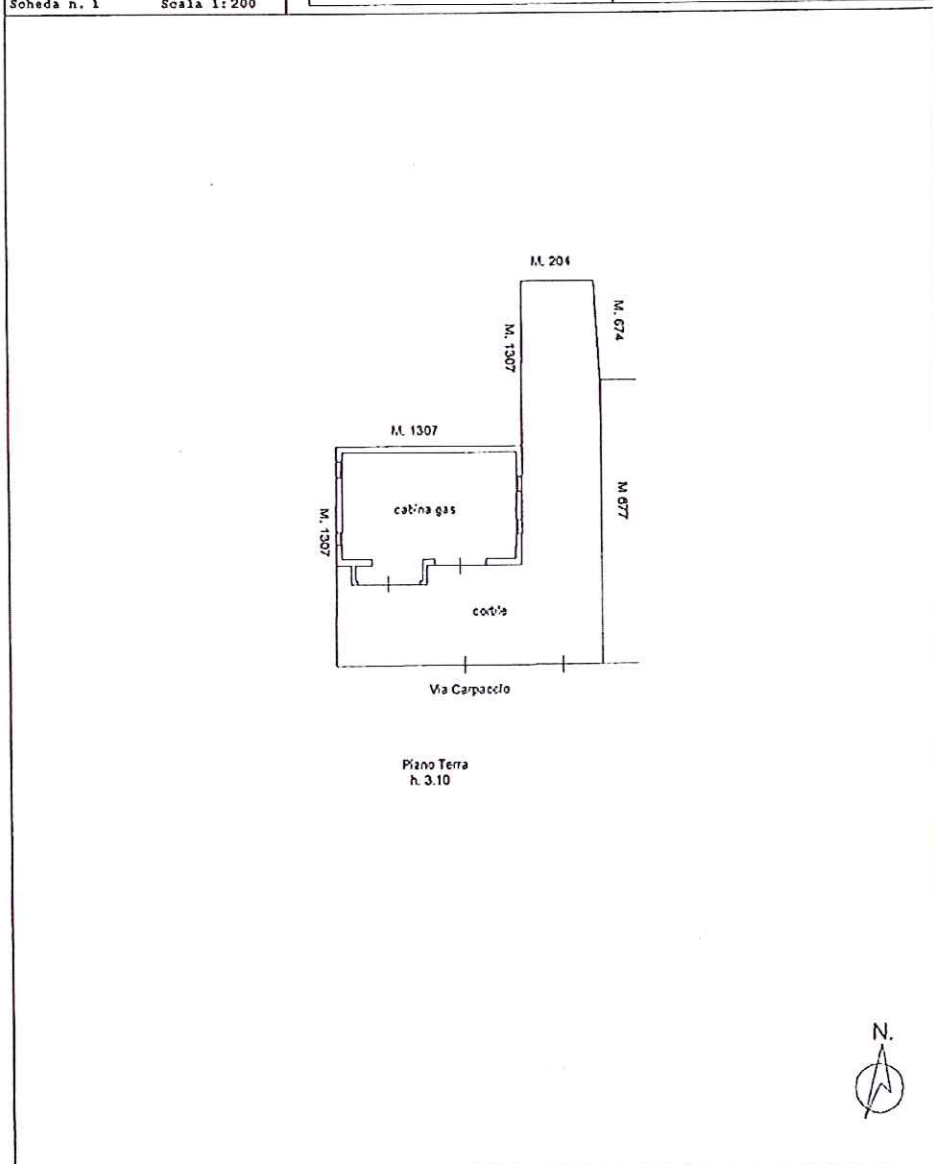 Scheda n. 1 Scala 1:200
M. 204
M. 674
M. 1307
M. 1307
M 677
cabina gas
M. 1307
cortile
Via Carpaccio
Piano Terra
h. 3.10
N.